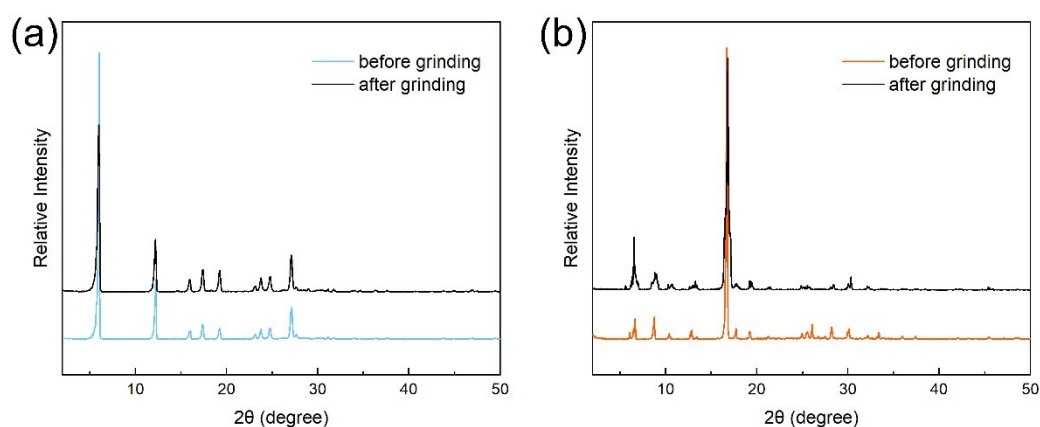 (a)
before grinding
after grinding
Relative Intensity
10 20 30 40 50
2θ (degree)
(b)
before grinding
after grinding
Relative Intensity
10 20 30 40 50
2θ (degree)